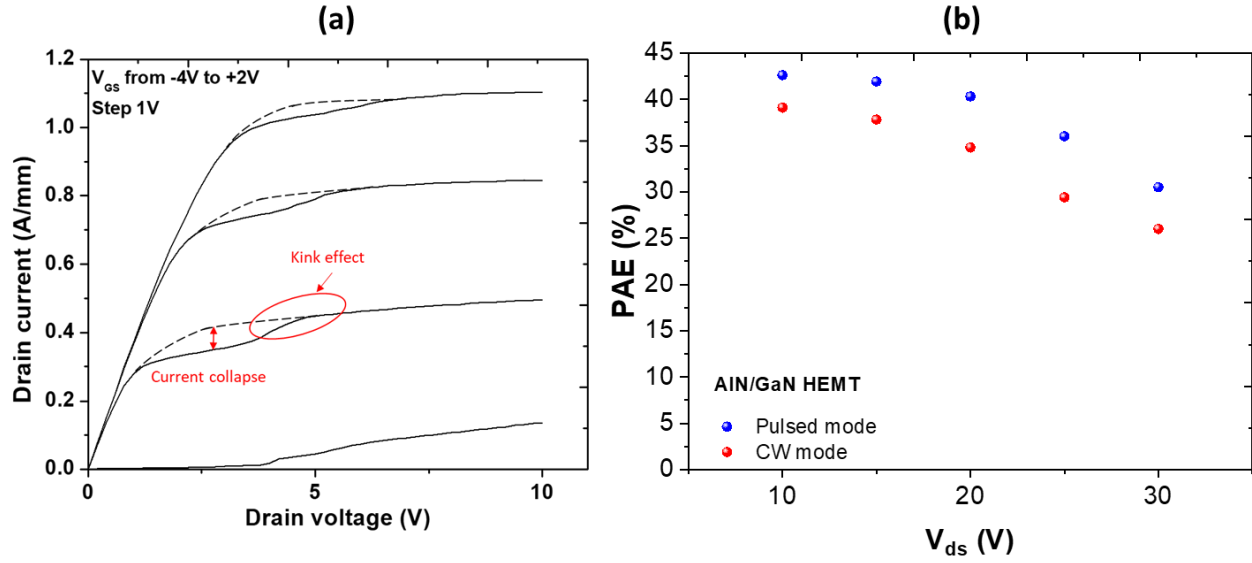 (a)
V_GS from -4V to +2V
Step 1V
Drain current (A/mm)
1.2
1.0
0.8
0.6
0.4
0.2
0.0
Kink effect
Current collapse
0
5
10
Drain voltage (V)
(b)
PAE (%)
45
40
35
30
25
20
15
10
5
0
AlN/GaN HEMT
Pulsed mode
CW mode
10
20
30
V_ds (V)